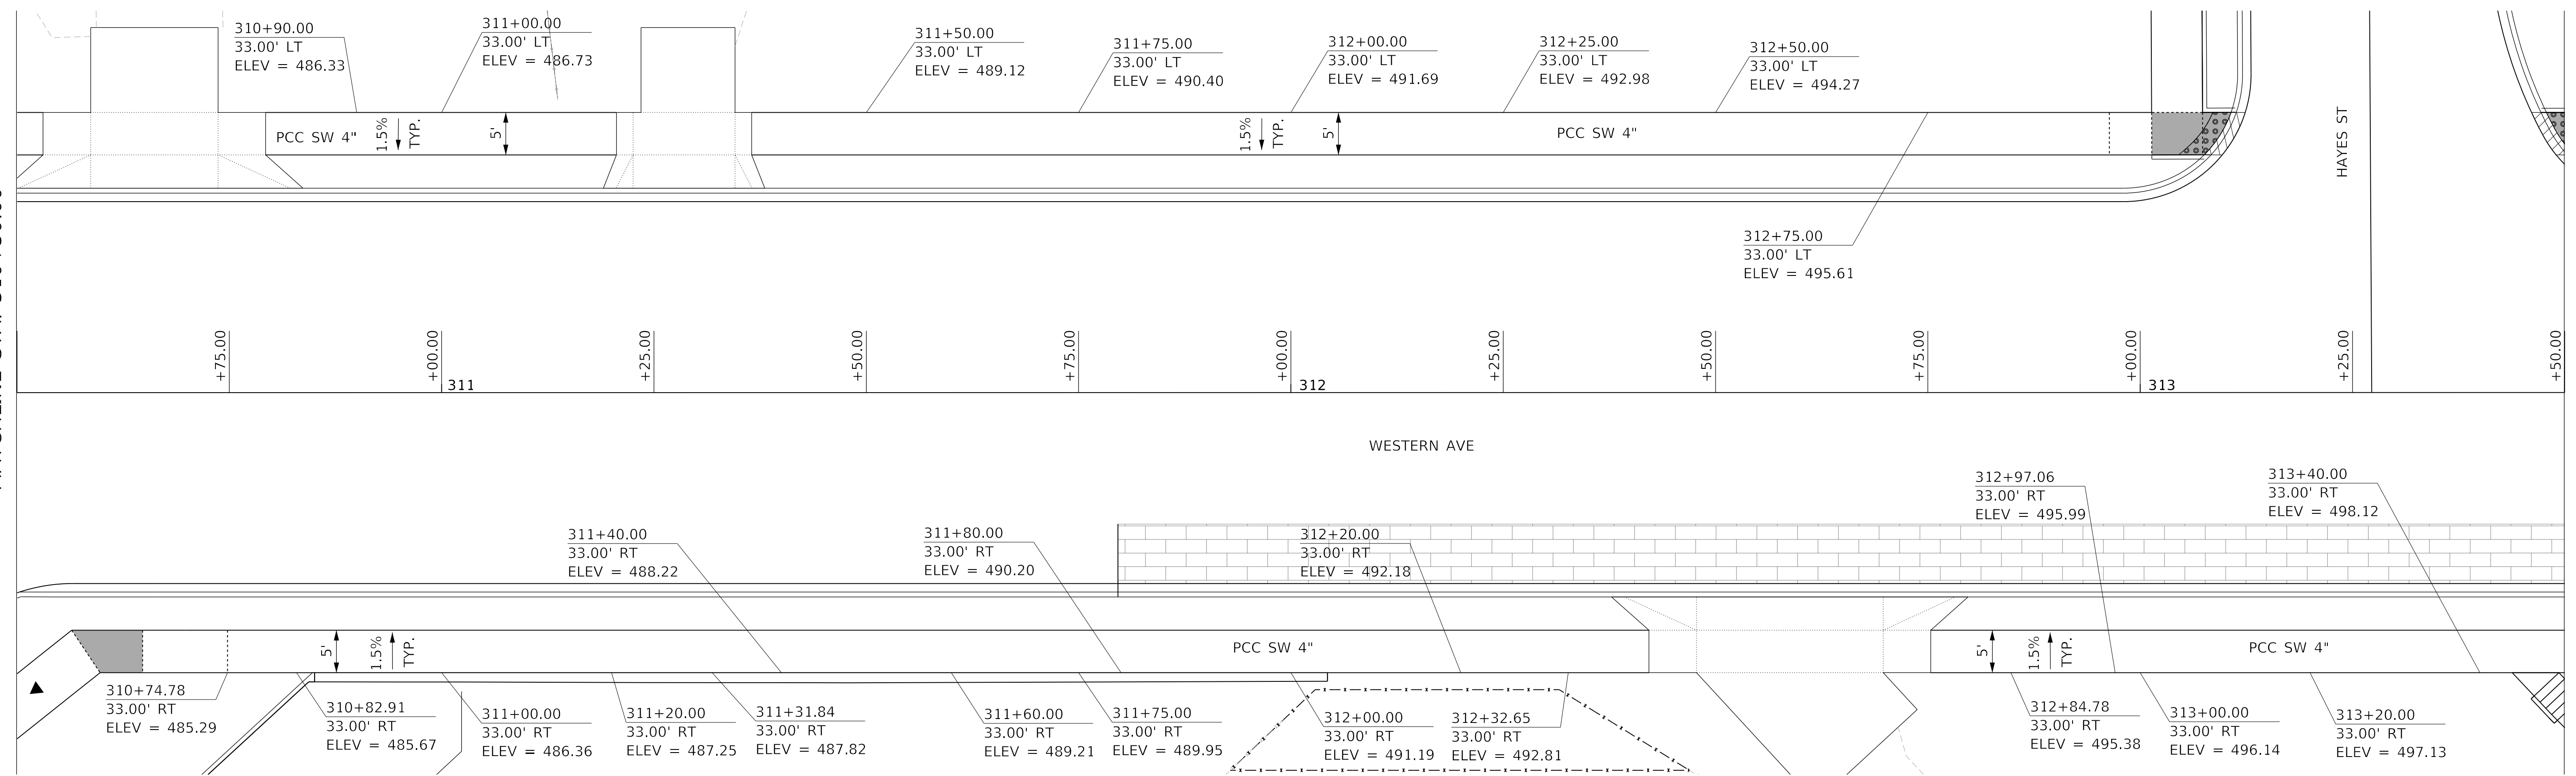 310+90.00
33.00' LT
ELEV = 486.33
311+00.00
33.00' LT
ELEV = 486.73
311+50.00
33.00' LT
ELEV = 489.12
311+75.00
33.00' LT
ELEV = 490.40
312+00.00
33.00' LT
ELEV = 491.69
312+25.00
33.00' LT
ELEV = 492.98
312+50.00
33.00' LT
ELEV = 494.27
PCC SW 4"
1.5%
TYP.
5'
1.5%
TYP.
5'
PCC SW 4"
HAYES ST
312+75.00
33.00' LT
ELEV = 495.61
+75.00
+00.00
311
+25.00
+50.00
+75.00
+00.00
312
+25.00
+50.00
+75.00
+00.00
313
+25.00
+50.00
WESTERN AVE
311+40.00
33.00' RT
ELEV = 488.22
311+80.00
33.00' RT
ELEV = 490.20
312+20.00
33.00' RT
ELEV = 492.18
312+97.06
33.00' RT
ELEV = 495.99
313+40.00
33.00' RT
ELEV = 498.12
5'
1.5%
TYP.
PCC SW 4"
5'
1.5%
TYP.
PCC SW 4"
310+74.78
33.00' RT
ELEV = 485.29
310+82.91
33.00' RT
ELEV = 485.67
311+00.00
33.00' RT
ELEV = 486.36
311+20.00
33.00' RT
ELEV = 487.25
311+31.84
33.00' RT
ELEV = 487.82
311+60.00
33.00' RT
ELEV = 489.21
311+75.00
33.00' RT
ELEV = 489.95
312+00.00
33.00' RT
ELEV = 491.19
312+32.65
33.00' RT
ELEV = 492.81
312+84.78
33.00' RT
ELEV = 495.38
313+00.00
33.00' RT
ELEV = 496.14
313+20.00
33.00' RT
ELEV = 497.13